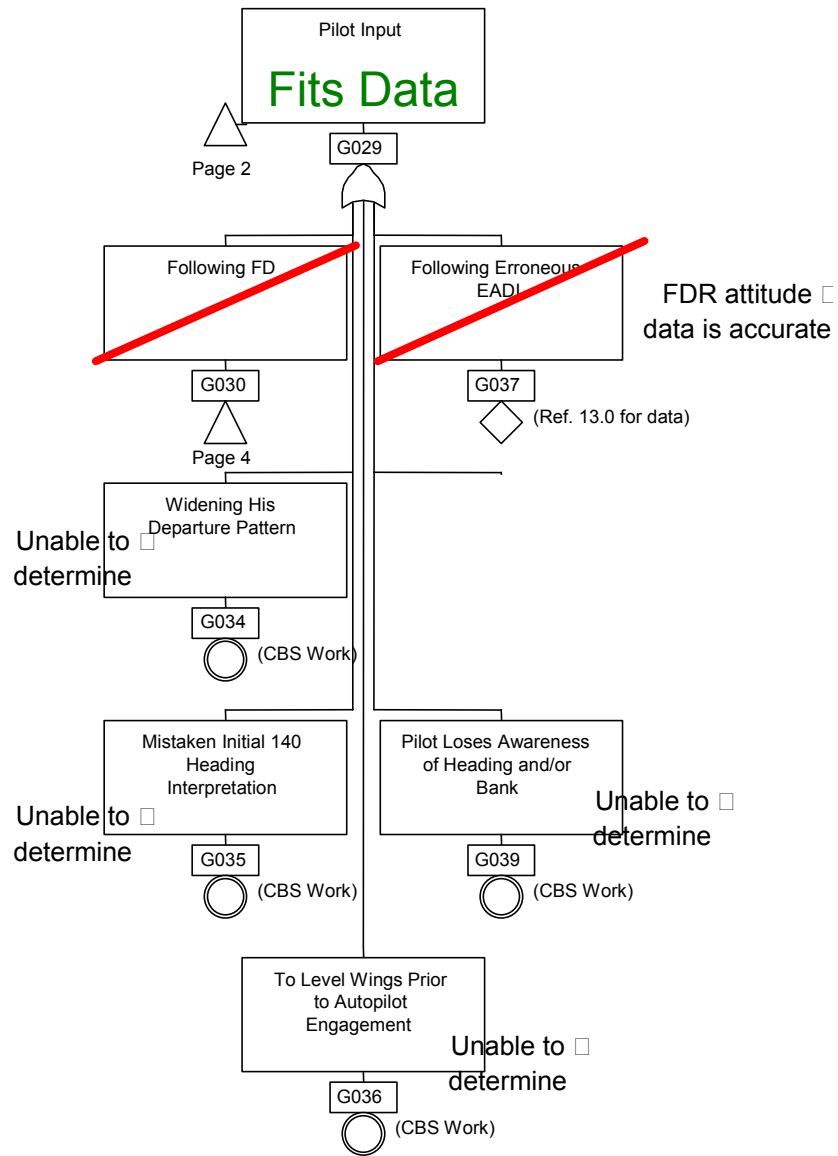 Pilot Input
Fits Data
Page 2
G029
Following FD
Following Erroneous
EADI
FDR attitude □
data is accurate
G030
G037
Page 4
(Ref. 13.0 for data)
Widening His
Departure Pattern
Unable to □
determine
G034
(CBS Work)
Mistaken Initial 140
Heading
Interpretation
Unable to □
determine
Pilot Loses Awareness
of Heading and/or
Bank
Unable to □
determine
G035
(CBS Work)
G039
(CBS Work)
To Level Wings Prior
to Autopilot
Engagement
Unable to □
determine
G036
(CBS Work)